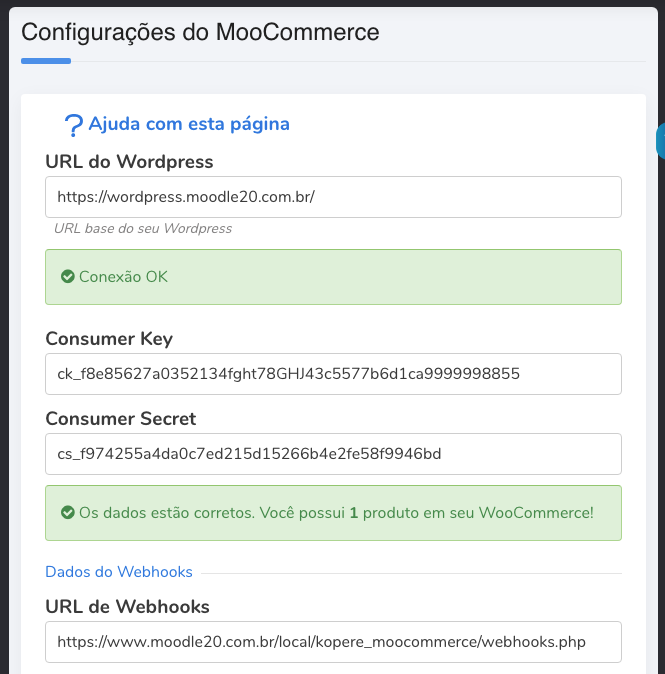 Configurações do MooCommerce
? Ajuda com esta página
URL do Wordpress
https://wordpress.moodle20.com.br/
URL base do seu Wordpress
Conexão OK
Consumer Key
ck_f8e85627a0352134fght78GHJ43c5577b6d1ca9999998855
Consumer Secret
cs_f974255a4da0c7ed215d15266b4e2fe58f9946bd
Os dados estão corretos. Você possui 1 produto em seu WooCommerce!
Dados do Webhooks
URL de Webhooks
https://www.moodle20.com.br/local/kopere_moocommerce/webhooks.php